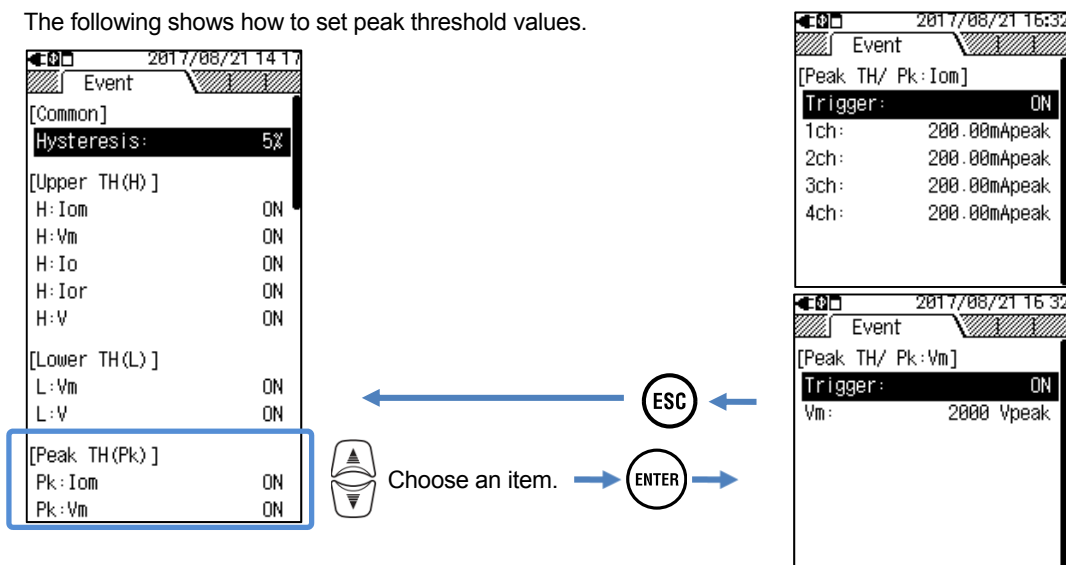 The following shows how to set peak threshold values.
2017/08/21 14 17
Event
[Common]
Hysteresis: 5%
[Upper TH(H)]
H:Iom ON
H:Vm ON
H:Io ON
H:Ior ON
H:V ON
[Lower TH(L)]
L:Vm ON
L:V ON
[Peak TH(Pk)]
Pk:Iom ON
Pk:Vm ON
Choose an item.
ENTER
ESC
2017/08/21 16:32
Event
[Peak TH/ Pk:Iom]
Trigger: ON
1ch: 200.00mApeak
2ch: 200.00mApeak
3ch: 200.00mApeak
4ch: 200.00mApeak
2017/08/21 16 32
Event
[Peak TH/ Pk:Vm]
Trigger: ON
Vm: 2000 Vpeak